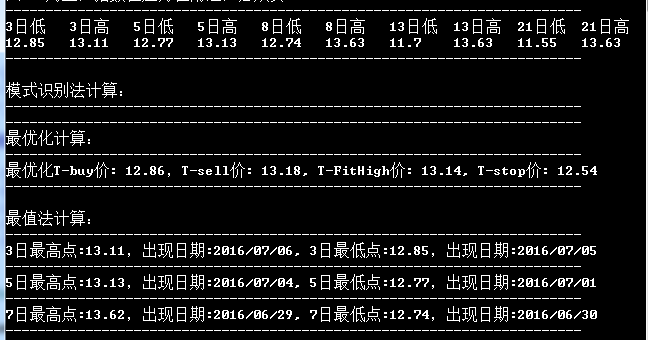 3日低 3日高 5日低 5日高 8日低 8日高 13日低 13日高 21日低 21日高
12.85 13.11 12.77 13.13 12.74 13.63 11.7 13.63 11.55 13.63
模式识别法计算:
最优化计算:
最优化T-buy价: 12.86, T-sell价: 13.18, T-FitHigh价: 13.14, T-stop价: 12.54
最值法计算:
3日最高点:13.11, 出现日期:2016/07/06, 3日最低点:12.85, 出现日期:2016/07/05
5日最高点:13.13, 出现日期:2016/07/04, 5日最低点:12.77, 出现日期:2016/07/01
7日最高点:13.62, 出现日期:2016/06/29, 7日最低点:12.74, 出现日期:2016/06/30